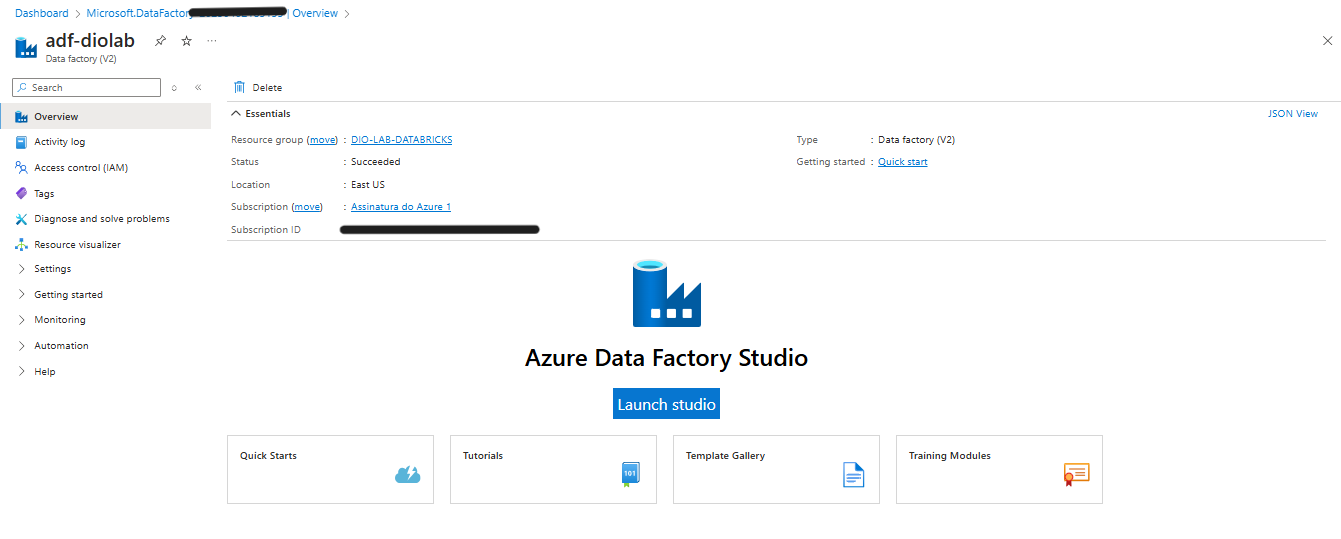 Dashboard > Microsoft.DataFactory | Overview >
adf-diolab
Data factory (V2)
Search
Delete
Overview
Activity log
Access control (IAM)
Tags
Diagnose and solve problems
Resource visualizer
Settings
Getting started
Monitoring
Automation
Help
Essentials
JSON View
Resource group (move) : DIO-LAB-DATABRICKS
Status : Succeeded
Location : East US
Subscription (move) : Assinatura do Azure 1
Subscription ID
Type : Data factory (V2)
Getting started : Quick start
Azure Data Factory Studio
Launch studio
Quick Starts
Tutorials
101
Template Gallery
Training Modules